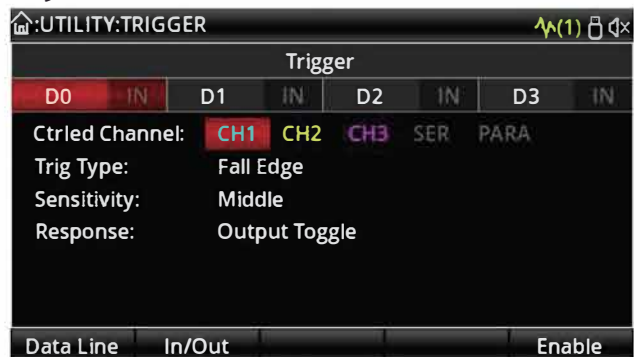 :UTILITY:TRIGGER (1)
Trigger
D0 IN D1 IN D2 IN D3 IN
Ctrled Channel: CH1 CH2 CH3 SER PARA
Trig Type: Fall Edge
Sensitivity: Middle
Response: Output Toggle
Data Line In/Out Enable